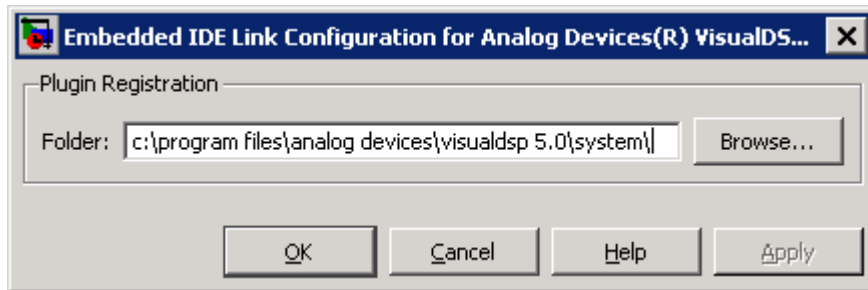 Embedded IDE Link Configuration for Analog Devices(R) VisualDS...
Plugin Registration
Folder: c:\program files\analog devices\visualdsp 5.0\system\ Browse...
OK Cancel Help Apply